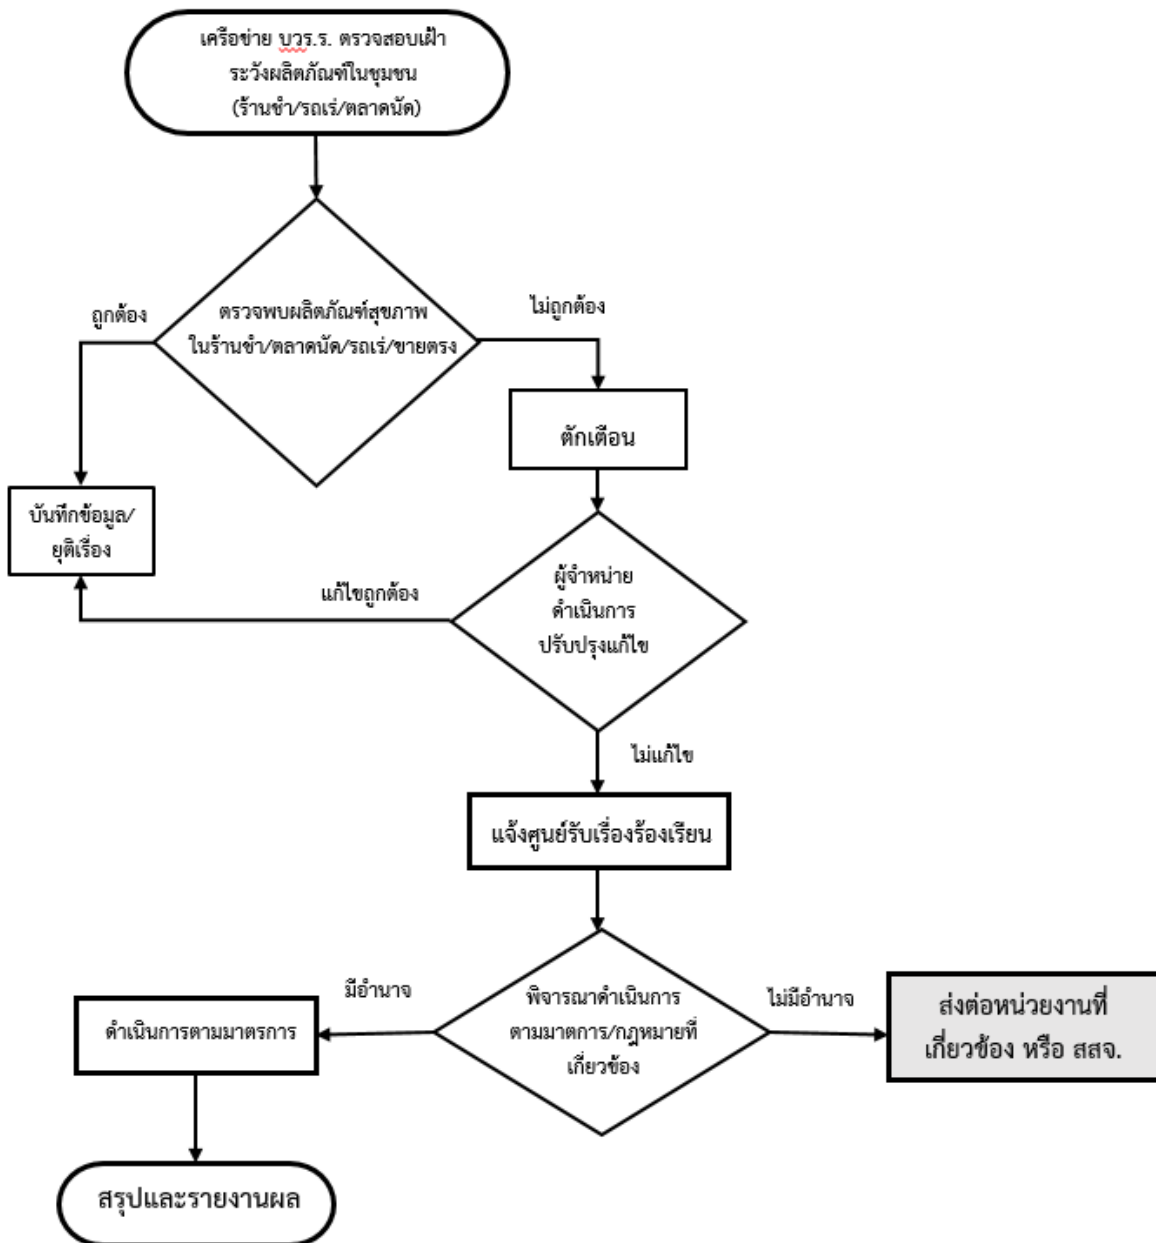 เครือข่าย บวร.ร. ตรวจสอบเฝ้า
ระวังผลิตภัณฑ์ในชุมชน
(ร้านชำ/รถเร่/ตลาดนัด)
ถูกต้อง
ตรวจพบผลิตภัณฑ์สุขภาพ
ในร้านชำ/ตลาดนัด/รถเร่/ขายตรง
ไม่ถูกต้อง
ตักเตือน
บันทึกข้อมูล/
ยุติเรื่อง
แก้ไขถูกต้อง
ผู้จำหน่าย
ดำเนินการ
ปรับปรุงแก้ไข
ไม่แก้ไข
แจ้งศูนย์รับเรื่องร้องเรียน
มีอำนาจ
พิจารณาดำเนินการ
ตามมาตการ/กฎหมายที่
เกี่ยวข้อง
ไม่มีอำนาจ
ดำเนินการตามมาตรการ
ส่งต่อหน่วยงานที่
เกี่ยวข้อง หรือ สสจ.
สรุปและรายงานผล